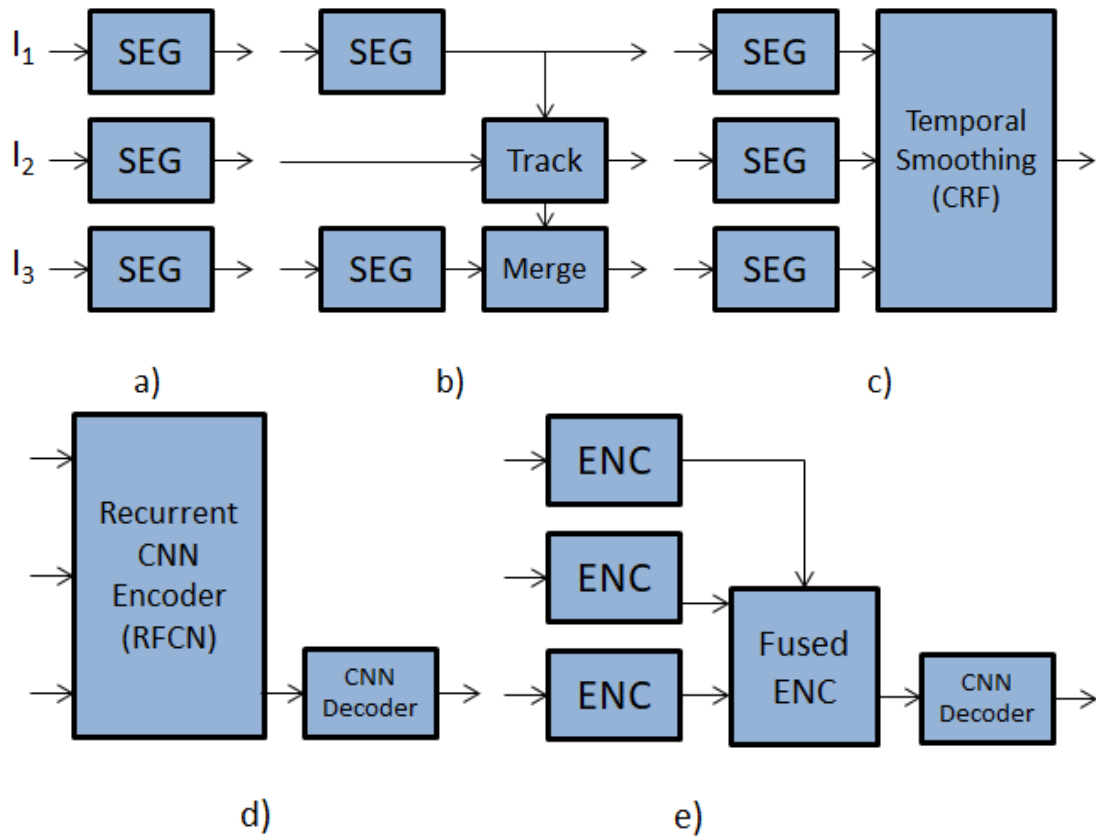 I1
SEG
SEG
SEG
I2
SEG
Track
SEG
Temporal
Smoothing
(CRF)
I3
SEG
SEG
Merge
SEG
a)
b)
c)
Recurrent
CNN
Encoder
(RFCN)
CNN
Decoder
ENC
ENC
ENC
Fused
ENC
CNN
Decoder
d)
e)